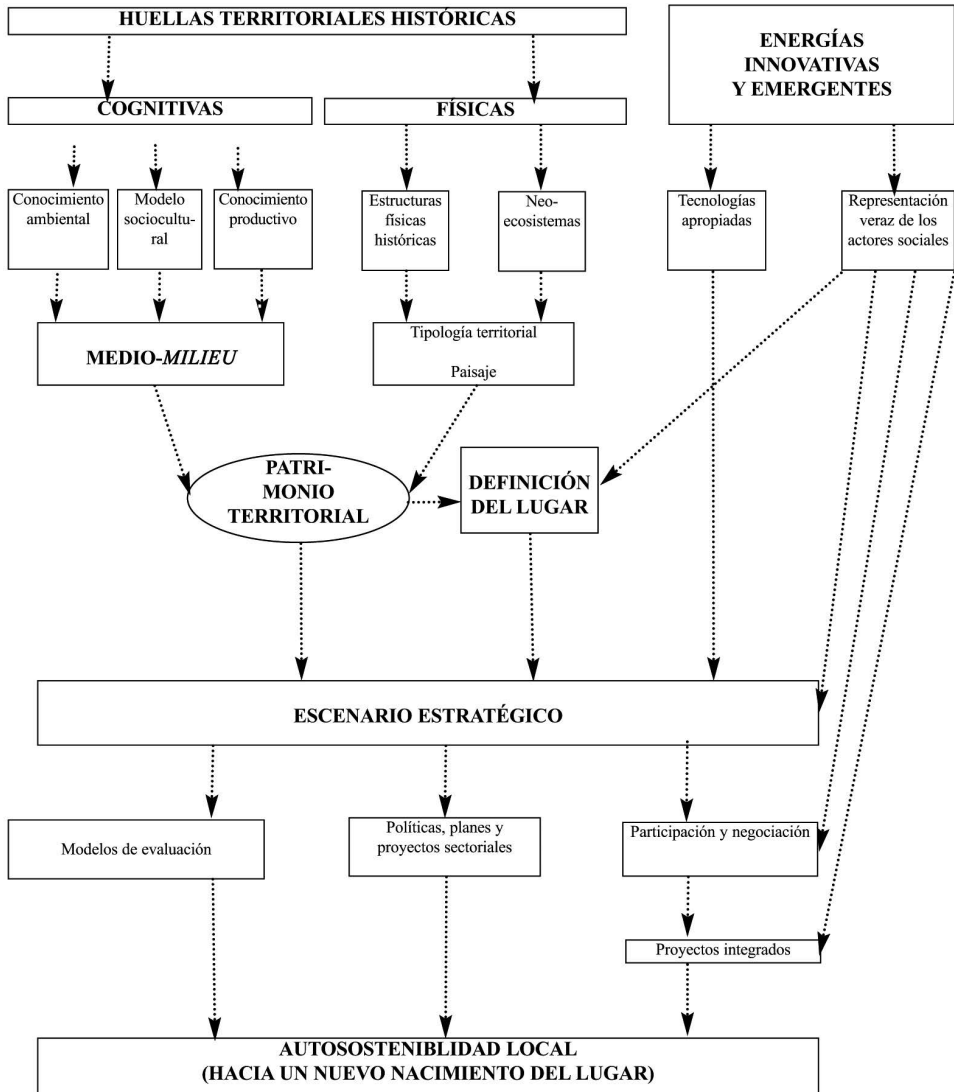 HUELLAS TERRITORIALES HISTÓRICAS
ENERGÍAS
INNOVATIVAS
Y EMERGENTES
COGNITIVAS
FÍSICAS
Conocimiento
ambiental
Modelo
sociocultu-
ral
Conocimiento
productivo
Estructuras
físicas
históricas
Neo-
ecosistemas
Tecnologías
apropiadas
Representación
veraz de los
actores sociales
MEDIO-MILIEU
Tipología territorial
Paisaje
PATRI-
MONIO
TERRITORIAL
DEFINICIÓN
DEL LUGAR
ESCENARIO ESTRATÉGICO
Modelos de evaluación
Políticas, planes y
proyectos sectoriales
Participación y negociación
Proyectos integrados
AUTOSOSTENIBLIDAD LOCAL
(HACIA UN NUEVO NACIMIENTO DEL LUGAR)